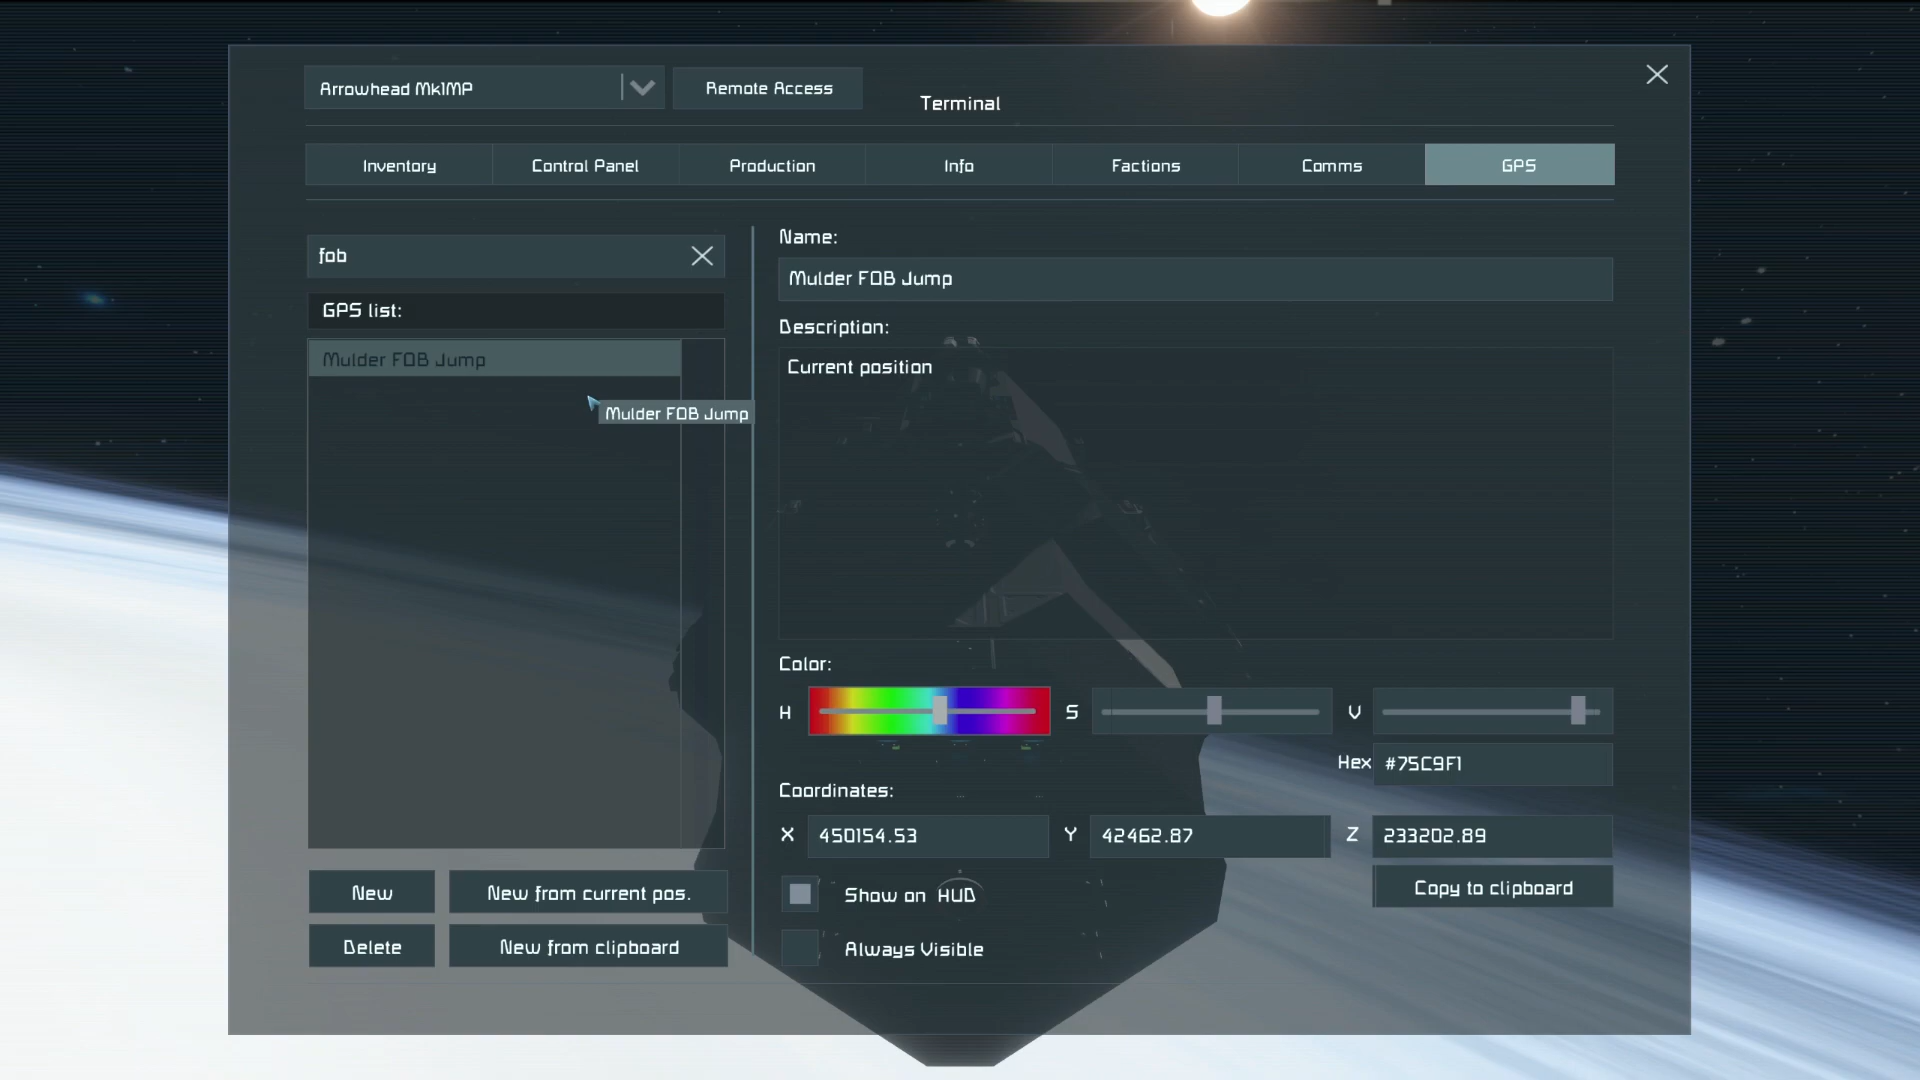 Arrowhead Mk1MP
Remote Access
Terminal
Inventory
Control Panel
Production
Info
Factions
Comms
GPS
fob
GPS list:
Mulder FOB Jump
Mulder FOB Jump
New
New from current pos.
Delete
New from clipboard
Name:
Mulder FOB Jump
Description:
Current position
Color:
H
S
V
Hex #75C9F1
Coordinates:
X 450154.53
Y 42462.87
Z 233202.89
Show on HUD
Copy to clipboard
Always Visible